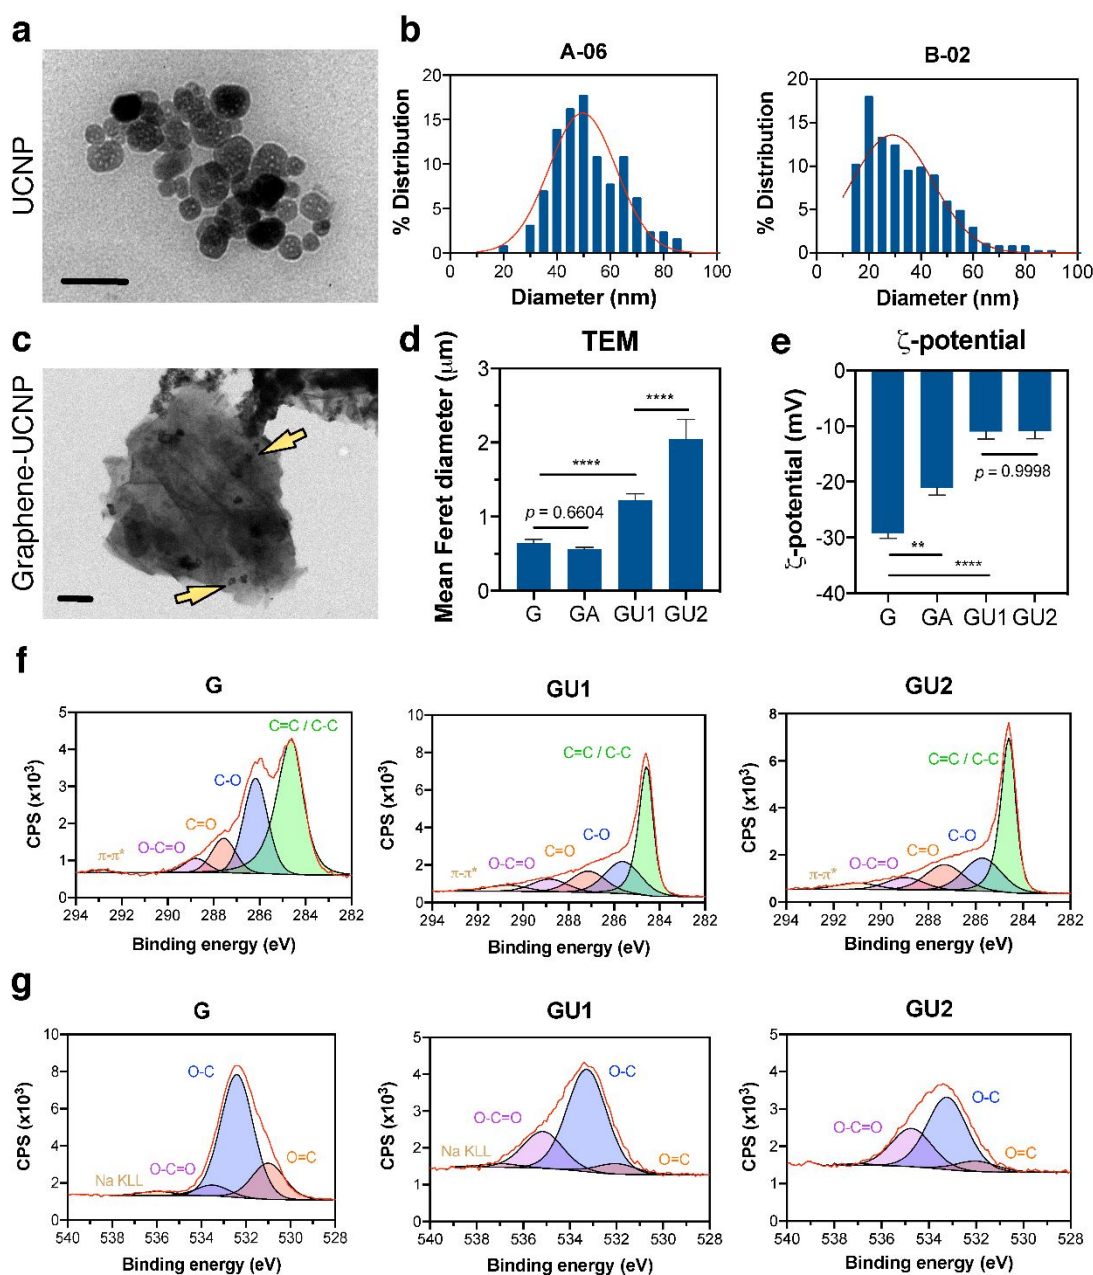 a
UCNP
b
A-06
% Distribution
20
15
10
5
0
0 20 40 60 80 100
Diameter (nm)
B-02
% Distribution
20
15
10
5
0
0 20 40 60 80 100
Diameter (nm)
c
Graphene-UCNP
d
TEM
Mean Feret diameter (μm)
3
2
1
0
****
****
p = 0.6604
G GA GU1 GU2
e
ζ-potential
ζ-potential (mV)
0
-10
-20
-30
-40
p = 0.9998
**
****
G GA GU1 GU2
f
G
CPS (x10³)
5
4
3
2
1
0
C=C / C-C
C-O
C=O
O-C=O
π-π*
294 292 290 288 286 284 282
Binding energy (eV)
GU1
CPS (x10³)
10
8
6
4
2
0
C=C / C-C
C-O
C=O
O-C=O
π-π*
294 292 290 288 286 284 282
Binding energy (eV)
GU2
CPS (x10³)
8
6
4
2
0
C=C / C-C
C-O
C=O
O-C=O
π-π*
294 292 290 288 286 284 282
Binding energy (eV)
g
G
CPS (x10³)
10
8
6
4
2
0
O-C
O-C=O
O=C
Na KLL
540 538 536 534 532 530 528
Binding energy (eV)
GU1
CPS (x10³)
5
4
3
2
1
0
O-C
O-C=O
Na KLL
O=C
540 538 536 534 532 530 528
Binding energy (eV)
GU2
CPS (x10³)
5
4
3
2
1
0
O-C
O-C=O
O=C
540 538 536 534 532 530 528
Binding energy (eV)